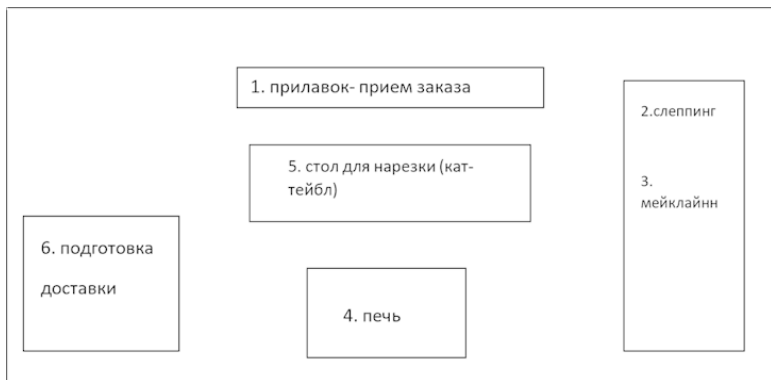 1. прилавок- прием заказа
2.слеппинг
5. стол для нарезки (кат-
тейбл)
3.
мейклайнн
6. подготовка
доставки
4. печь